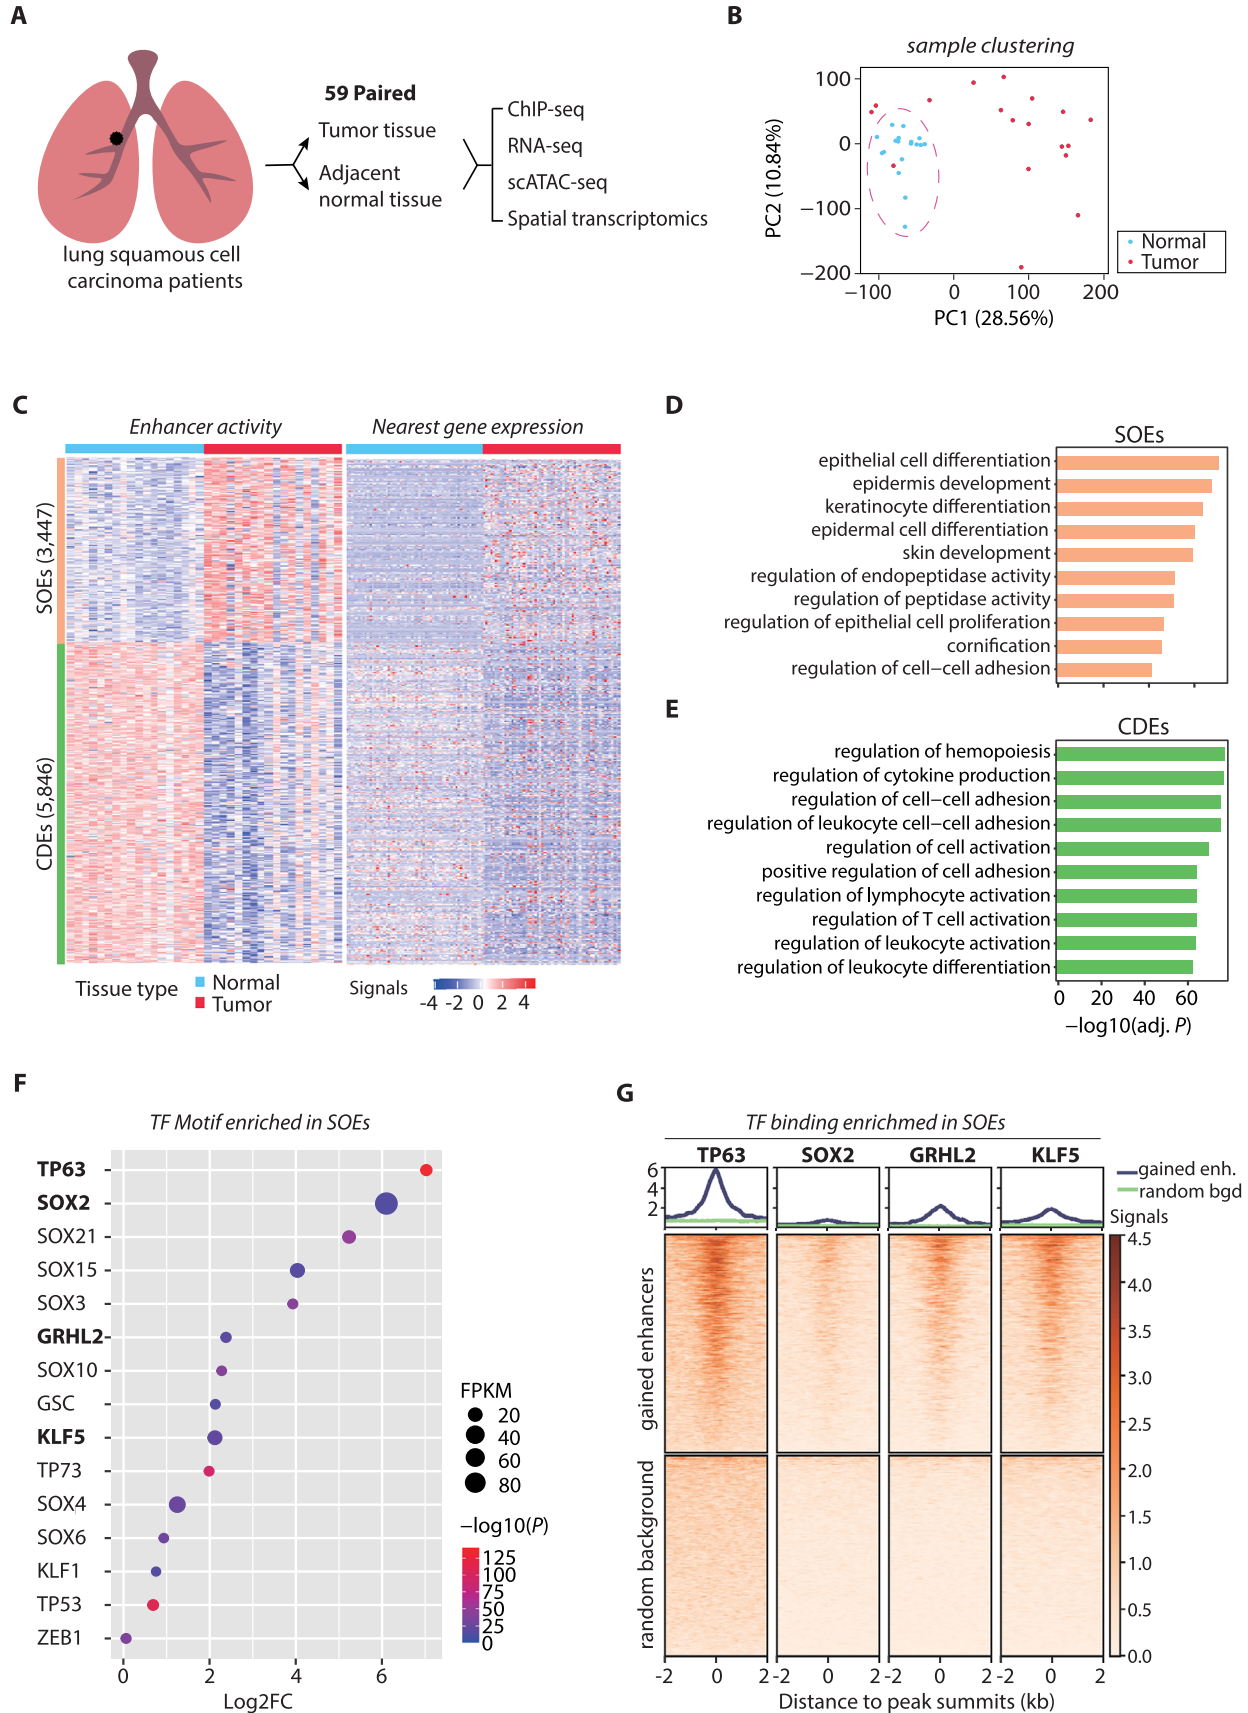 A
59 Paired
Tumor tissue
Adjacent
normal tissue
ChIP-seq
RNA-seq
scATAC-seq
Spatial transcriptomics
lung squamous cell
carcinoma patients
B
sample clustering
PC2 (10.84%)
100
0
−100
−200
−100 0 100 200
PC1 (28.56%)
Normal
Tumor
C
Enhancer activity
Nearest gene expression
SOEs (3,447)
CDEs (5,846)
Tissue type
Normal
Tumor
Signals
-4 -2 0 2 4
D
SOEs
epithelial cell differentiation
epidermis development
keratinocyte differentiation
epidermal cell differentiation
skin development
regulation of endopeptidase activity
regulation of peptidase activity
regulation of epithelial cell proliferation
cornification
regulation of cell−cell adhesion
E
CDEs
regulation of hemopoiesis
regulation of cytokine production
regulation of cell−cell adhesion
regulation of leukocyte cell−cell adhesion
regulation of cell activation
positive regulation of cell adhesion
regulation of lymphocyte activation
regulation of T cell activation
regulation of leukocyte activation
regulation of leukocyte differentiation
0 20 40 60
−log10(adj. P)
F
TF Motif enriched in SOEs
TP63
SOX2
SOX21
SOX15
SOX3
GRHL2
SOX10
GSC
KLF5
TP73
SOX4
SOX6
KLF1
TP53
ZEB1
0 2 4 6
Log2FC
FPKM
20
40
60
80
−log10(P)
125
100
75
50
25
0
G
TF binding enrichmed in SOEs
TP63 SOX2 GRHL2 KLF5
6
4
2
gained enh.
random bgd
Signals
gained enhancers
random background
4.5
4.0
3.5
3.0
2.5
2.0
1.5
1.0
0.5
0.0
-2 0 2 -2 0 2 -2 0 2 -2 0 2
Distance to peak summits (kb)